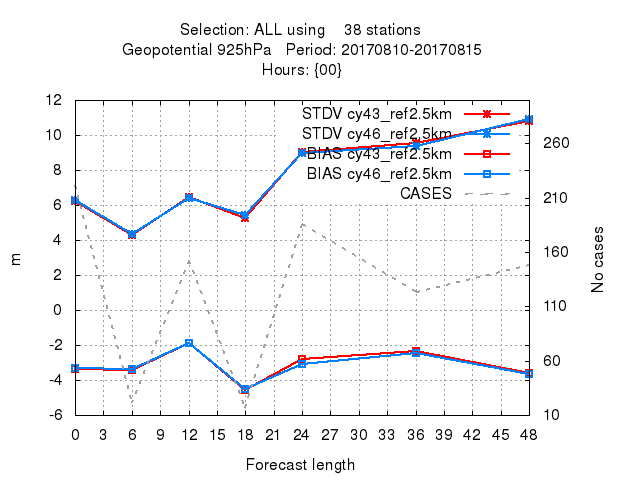 Selection: ALL using 38 stations
Geopotential 925hPa Period: 20170810-20170815
Hours: {00}
STDV cy43_ref2.5km
STDV cy46_ref2.5km
BIAS cy43_ref2.5km
BIAS cy46_ref2.5km
CASES
12
10
8
6
4
2
0
-2
-4
-6
m
260
210
160
110
60
10
No cases
0 3 6 9 12 15 18 21 24 27 30 33 36 39 42 45 48
Forecast length